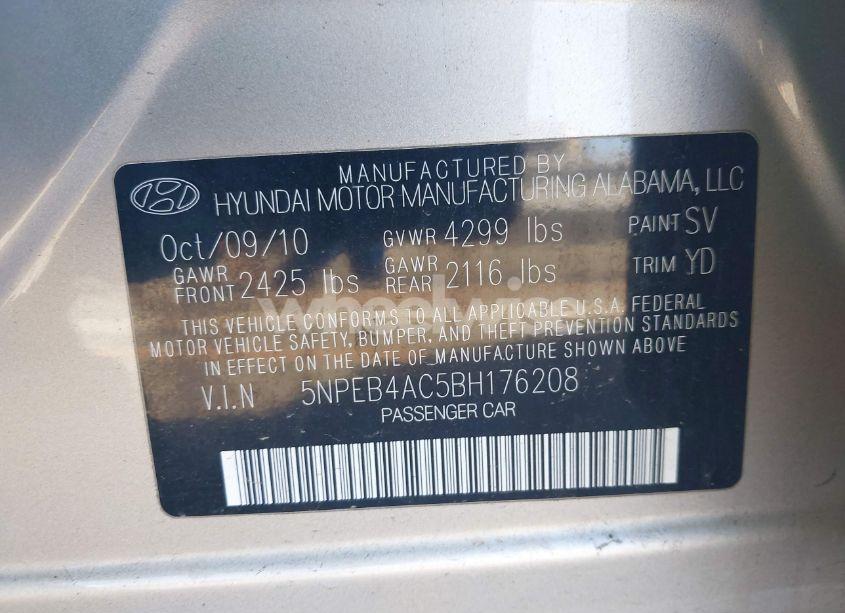 MANUFACTURED BY
HYUNDAI MOTOR MANUFACTURING ALABAMA, LLC
Oct/09/10 GVWR 4299 lbs PAINT SV
GAWR FRONT 2425 lbs GAWR REAR 2116 lbs TRIM YD
THIS VEHICLE CONFORMS TO ALL APPLICABLE U.S.A. FEDERAL
MOTOR VEHICLE SAFETY, BUMPER, AND THEFT PREVENTION STANDARDS
IN EFFECT ON THE DATE OF MANUFACTURE SHOWN ABOVE
V.I.N 5NPEB4AC5BH176208
PASSENGER CAR